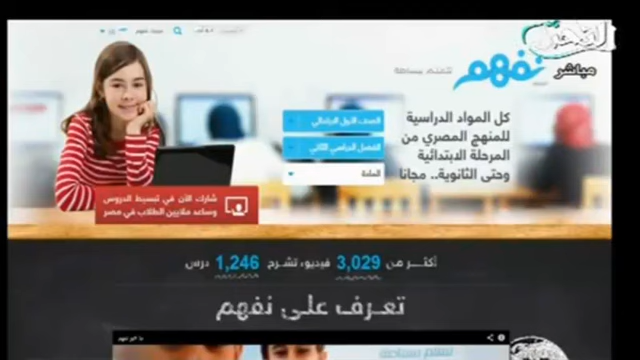 التحرير
مباشر
نفهم
نتعلم ببساطة
كل المواد الدراسية
للمنهج المصري من
المرحلة الابتدائية
وحتى الثانوية.. مجانا
الصف الأول الابتدائي
الفصل الدراسي الثاني
المادة
شارك الآن في تبسيط الدروس
وساعد ملايين الطلاب في مصر
أكثر من 3,029 فيديو، تشرح 1,246 درس
تعرف على نفهم